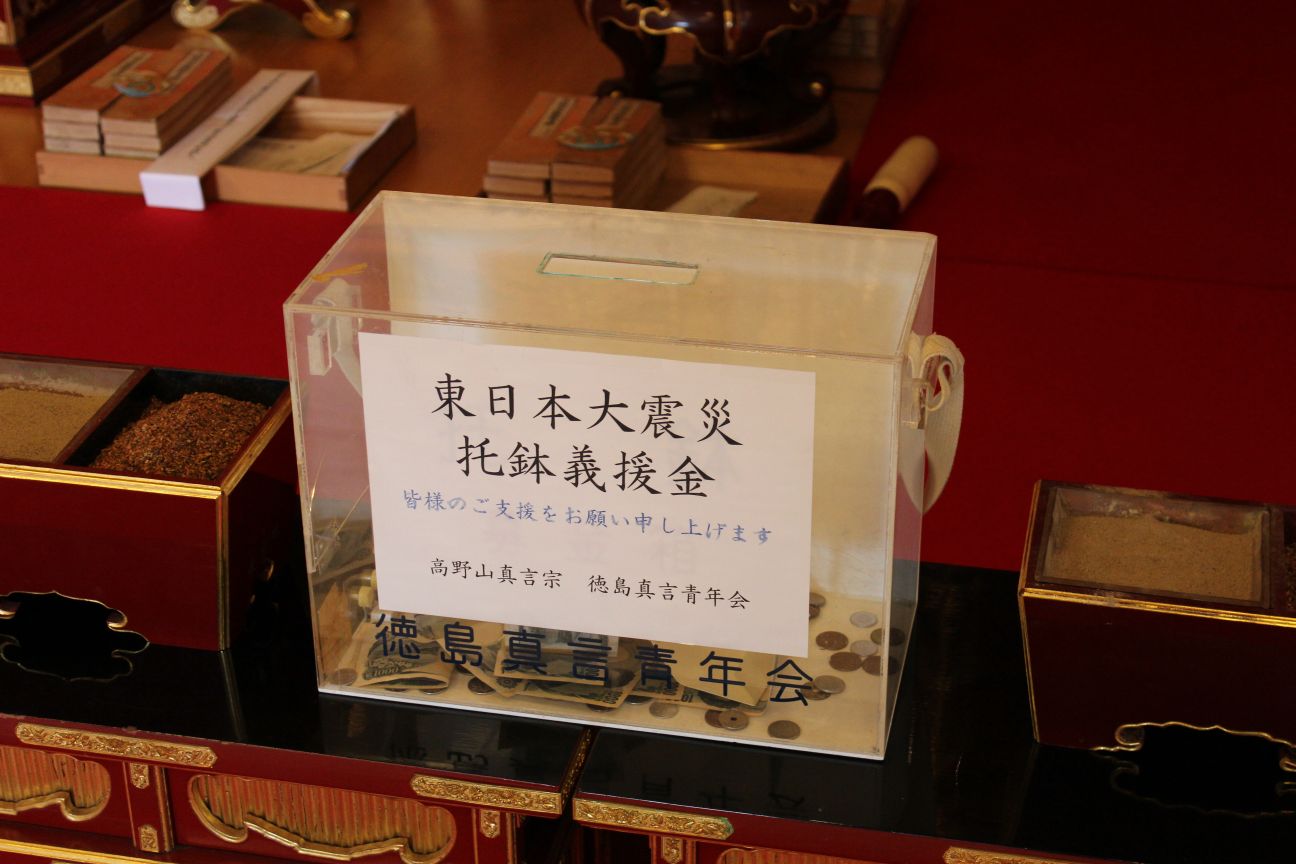 東日本大震災
托鉢義援金
皆様のご支援をお願い申し上げます
高野山真言宗　徳島真言青年会
徳島真言青年会